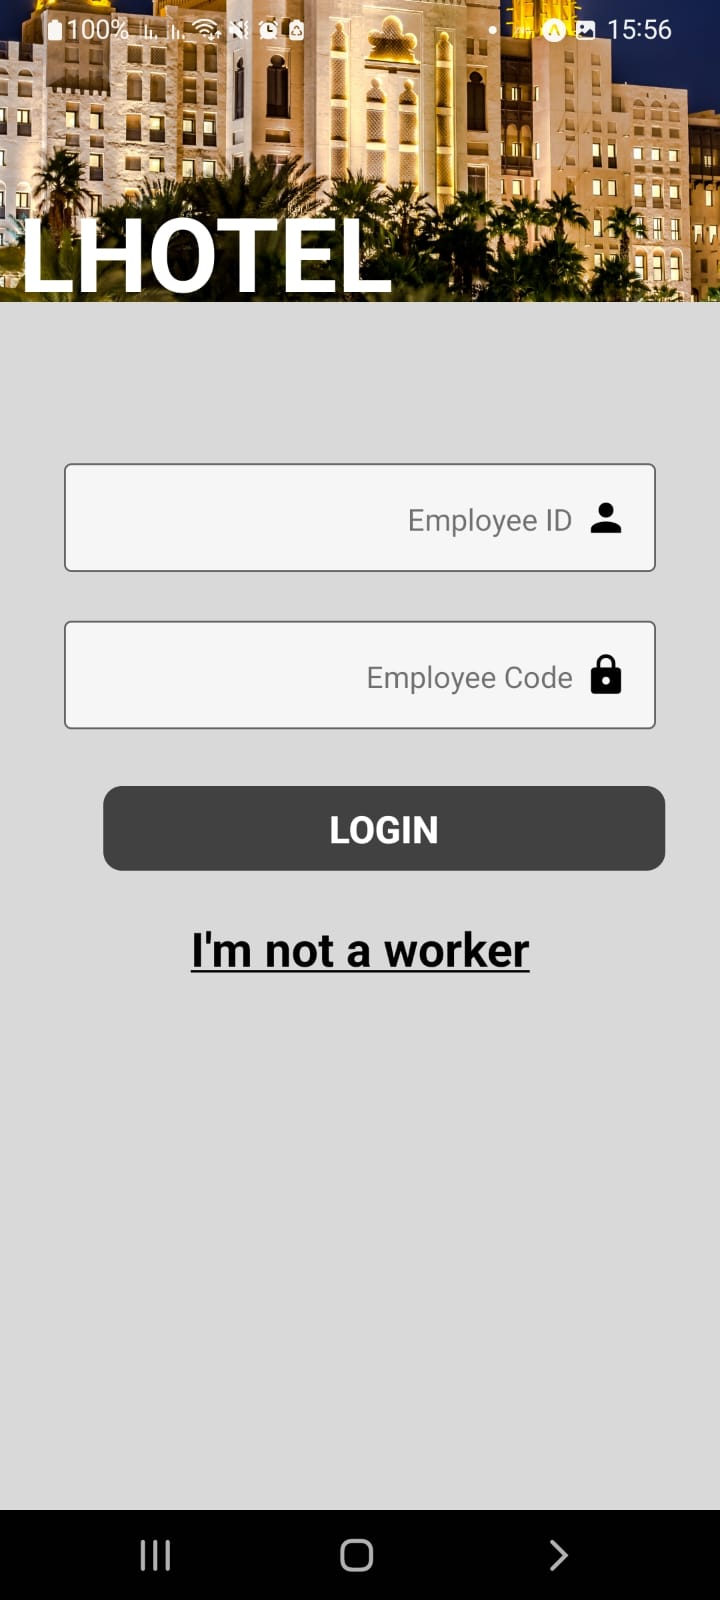 100% 15:56
LHOTEL
Employee ID
Employee Code
LOGIN
I'm not a worker